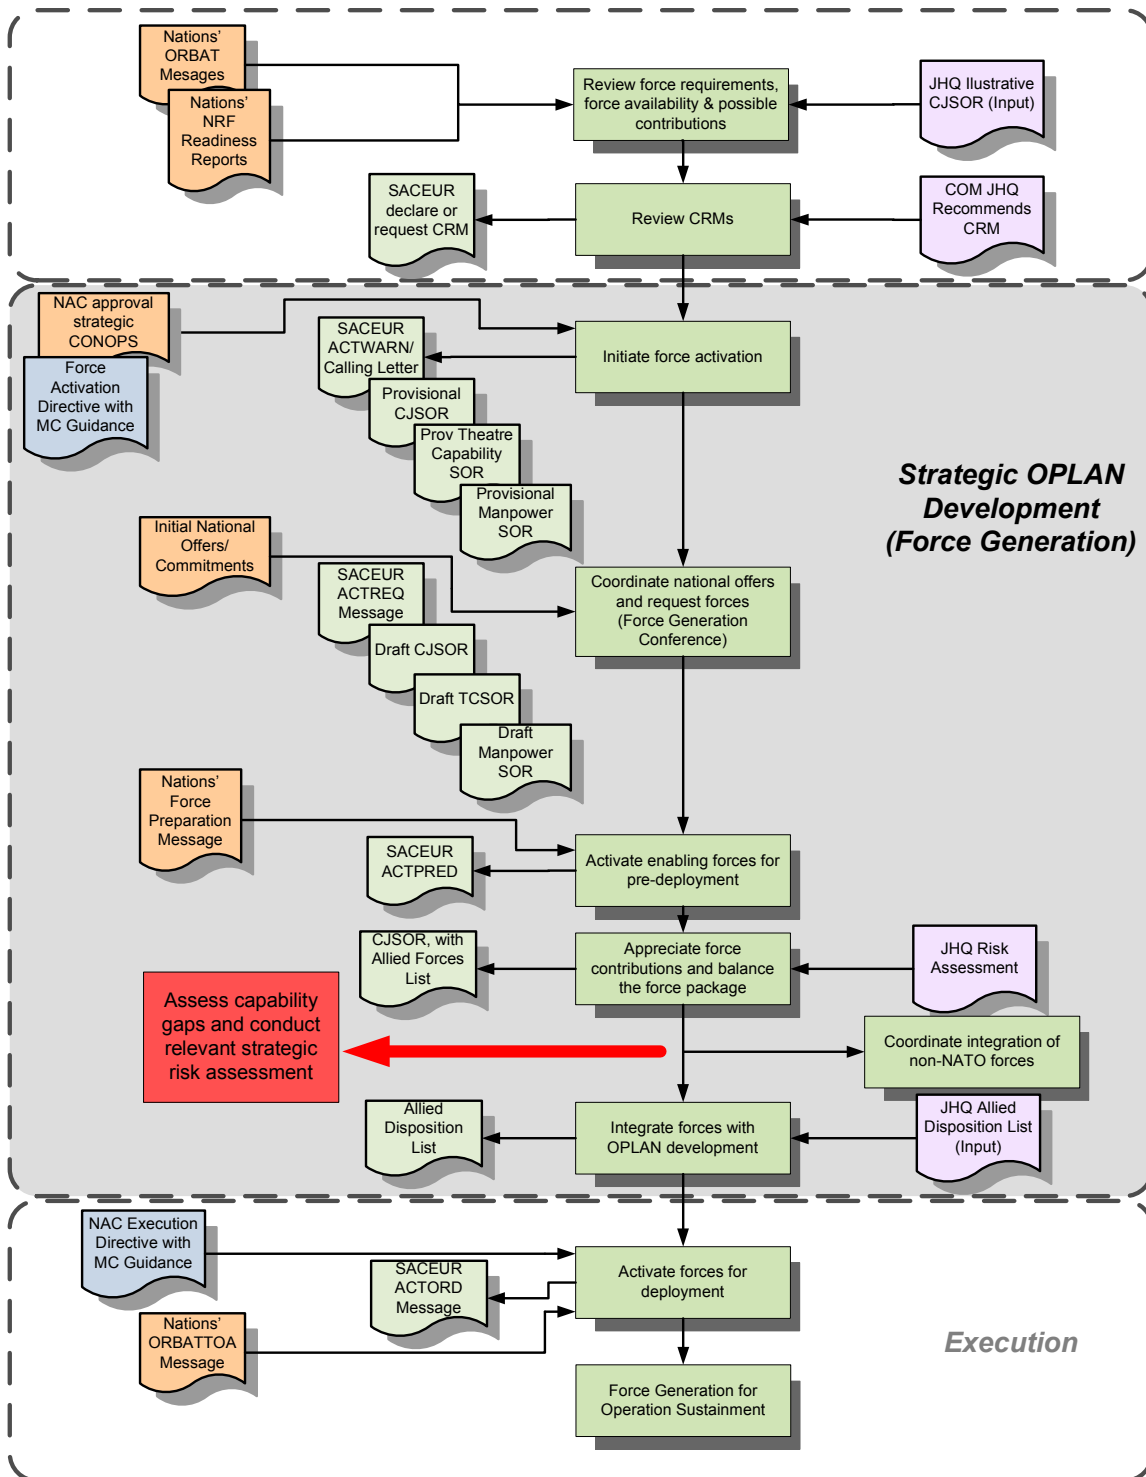 Nations'
ORBAT
Mesages
Nations'
NRF
Readiness
Reports
Review force requirements,
force availability & possible
contributions
JHQ Ilustrative
CJSOR (Input)
SACEUR
declare or
request CRM
Review CRMs
COM JHQ
Recommends
CRM
NAC approval
strategic
CONOPS
Force
Activation
Directive with
MC Guidance
SACEUR
ACTWARN/
Calling Letter
Provisional
CJSOR
Prov Theatre
Capability
SOR
Provisional
Manpower
SOR
Initiate force activation
Strategic OPLAN
Development
(Force Generation)
Initial National
Offers/
Commitments
SACEUR
ACTREQ
Message
Draft CJSOR
Draft TCSOR
Draft
Manpower
SOR
Coordinate national offers
and request forces
(Force Generation
Conference)
Nations'
Force
Preparation
Message
SACEUR
ACTPRED
Activate enabling forces for
pre-deployment
CJSOR, with
Allied Forces
List
Appreciate force
contributions and balance
the force package
JHQ Risk
Assessment
Assess capability
gaps and conduct
relevant strategic
risk assessment
Coordinate integration of
non-NATO forces
Allied
Disposition
List
Integrate forces with
OPLAN development
JHQ Allied
Disposition List
(Input)
NAC Execution
Directive with
MC Guidance
SACEUR
ACTORD
Message
Activate forces for
deployment
Nations'
ORBATTOA
Message
Execution
Force Generation for
Operation Sustainment